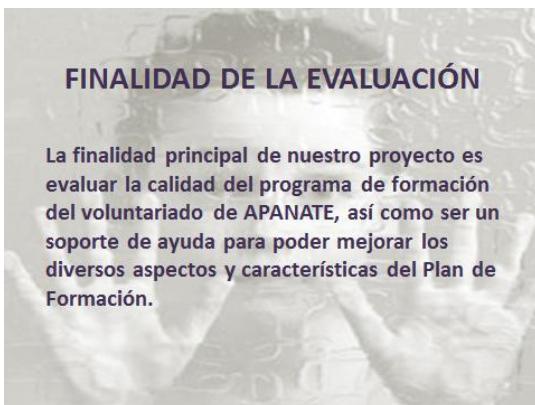 FINALIDAD DE LA EVALUACIÓN
La finalidad principal de nuestro proyecto es
evaluar la calidad del programa de formación
del voluntariado de APANATE, así como ser un
soporte de ayuda para poder mejorar los
diversos aspectos y características del Plan de
Formación.